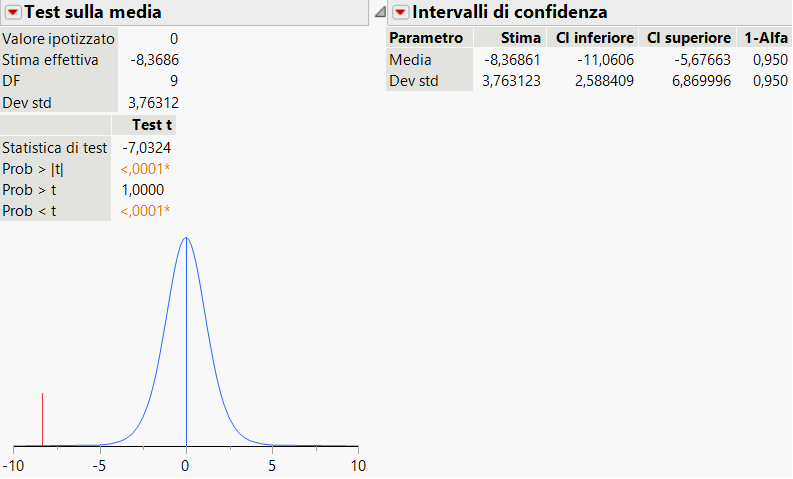 Test sulla media
Valore ipotizzato 0
Stima effettiva -8,3686
DF 9
Dev std 3,76312
Test t
Statistica di test -7,0324
Prob > |t| <,0001*
Prob > t 1,0000
Prob < t <,0001*
-10 -5 0 5 10
Intervalli di confidenza
Parametro Stima CI inferiore CI superiore 1-Alfa
Media -8,36861 -11,0606 -5,67663 0,950
Dev std 3,763123 2,588409 6,869996 0,950